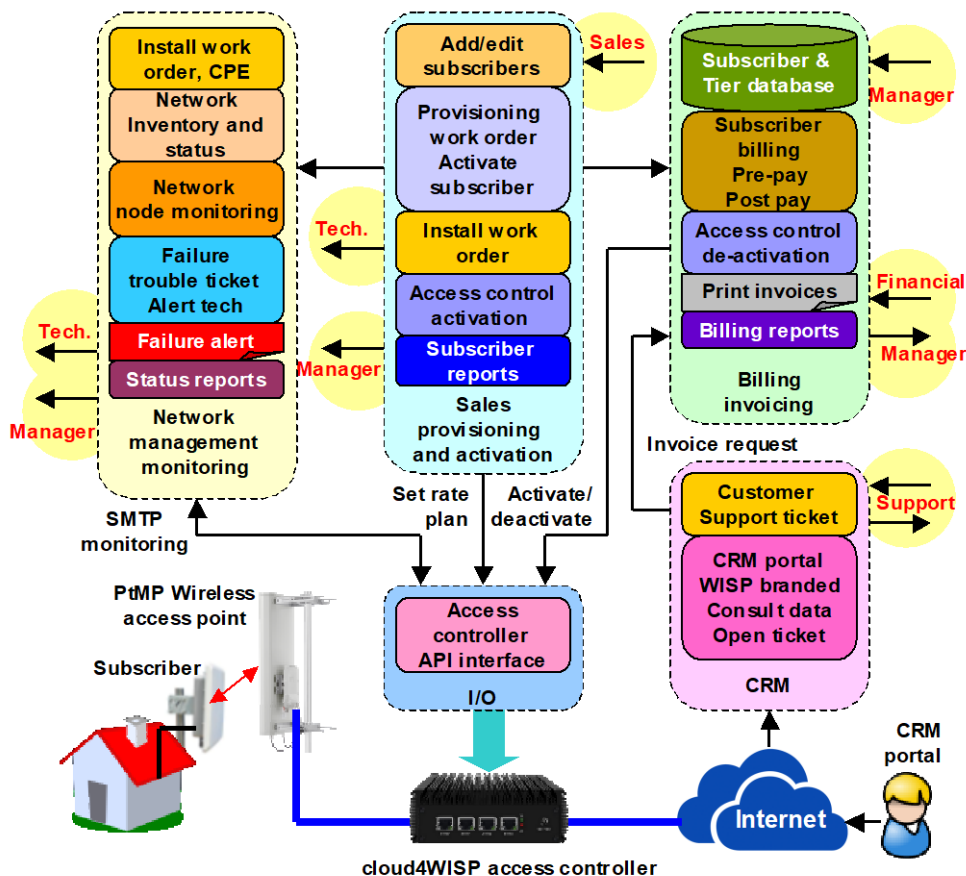 Install work
order, CPE
Network
Inventory and
status
Network
node monitoring
Failure
trouble ticket
Alert tech
Failure alert
Status reports
Network
management
monitoring
Tech.
Manager
Add/edit
subscribers
Provisioning
work order
Activate
subscriber
Install work
order
Access control
activation
Subscriber
reports
Sales
provisioning
and activation
Sales
Tech.
Manager
Subscriber &
Tier database
Subscriber
billing
Pre-pay
Post pay
Access control
de-activation
Print invoices
Billing reports
Billing
invoicing
Manager
Financial
Manager
Invoice request
Set rate
plan
Activate/
deactivate
SMTP
monitoring
Customer
Support ticket
CRM portal
WISP branded
Consult data
Open ticket
CRM
Support
PtMP Wireless
access point
Subscriber
Access
controller
API interface
I/O
CRM
portal
Internet
cloud4WISP access controller